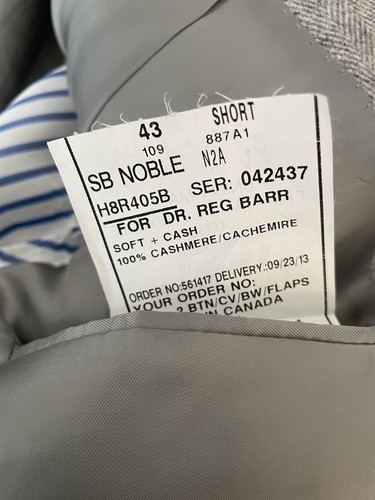 43 SHORT
109 887A1
SB NOBLE N2A
H8R405B SER: 042437
FOR DR. REG BARR
SOFT + CASH
100% CASHMERE/CACHEMIRE
ORDER NO:561417 DELIVERY.:09/23/13
YOUR ORDER NO:
2 BTN/CV/BW/FLAPS
IN CANADA